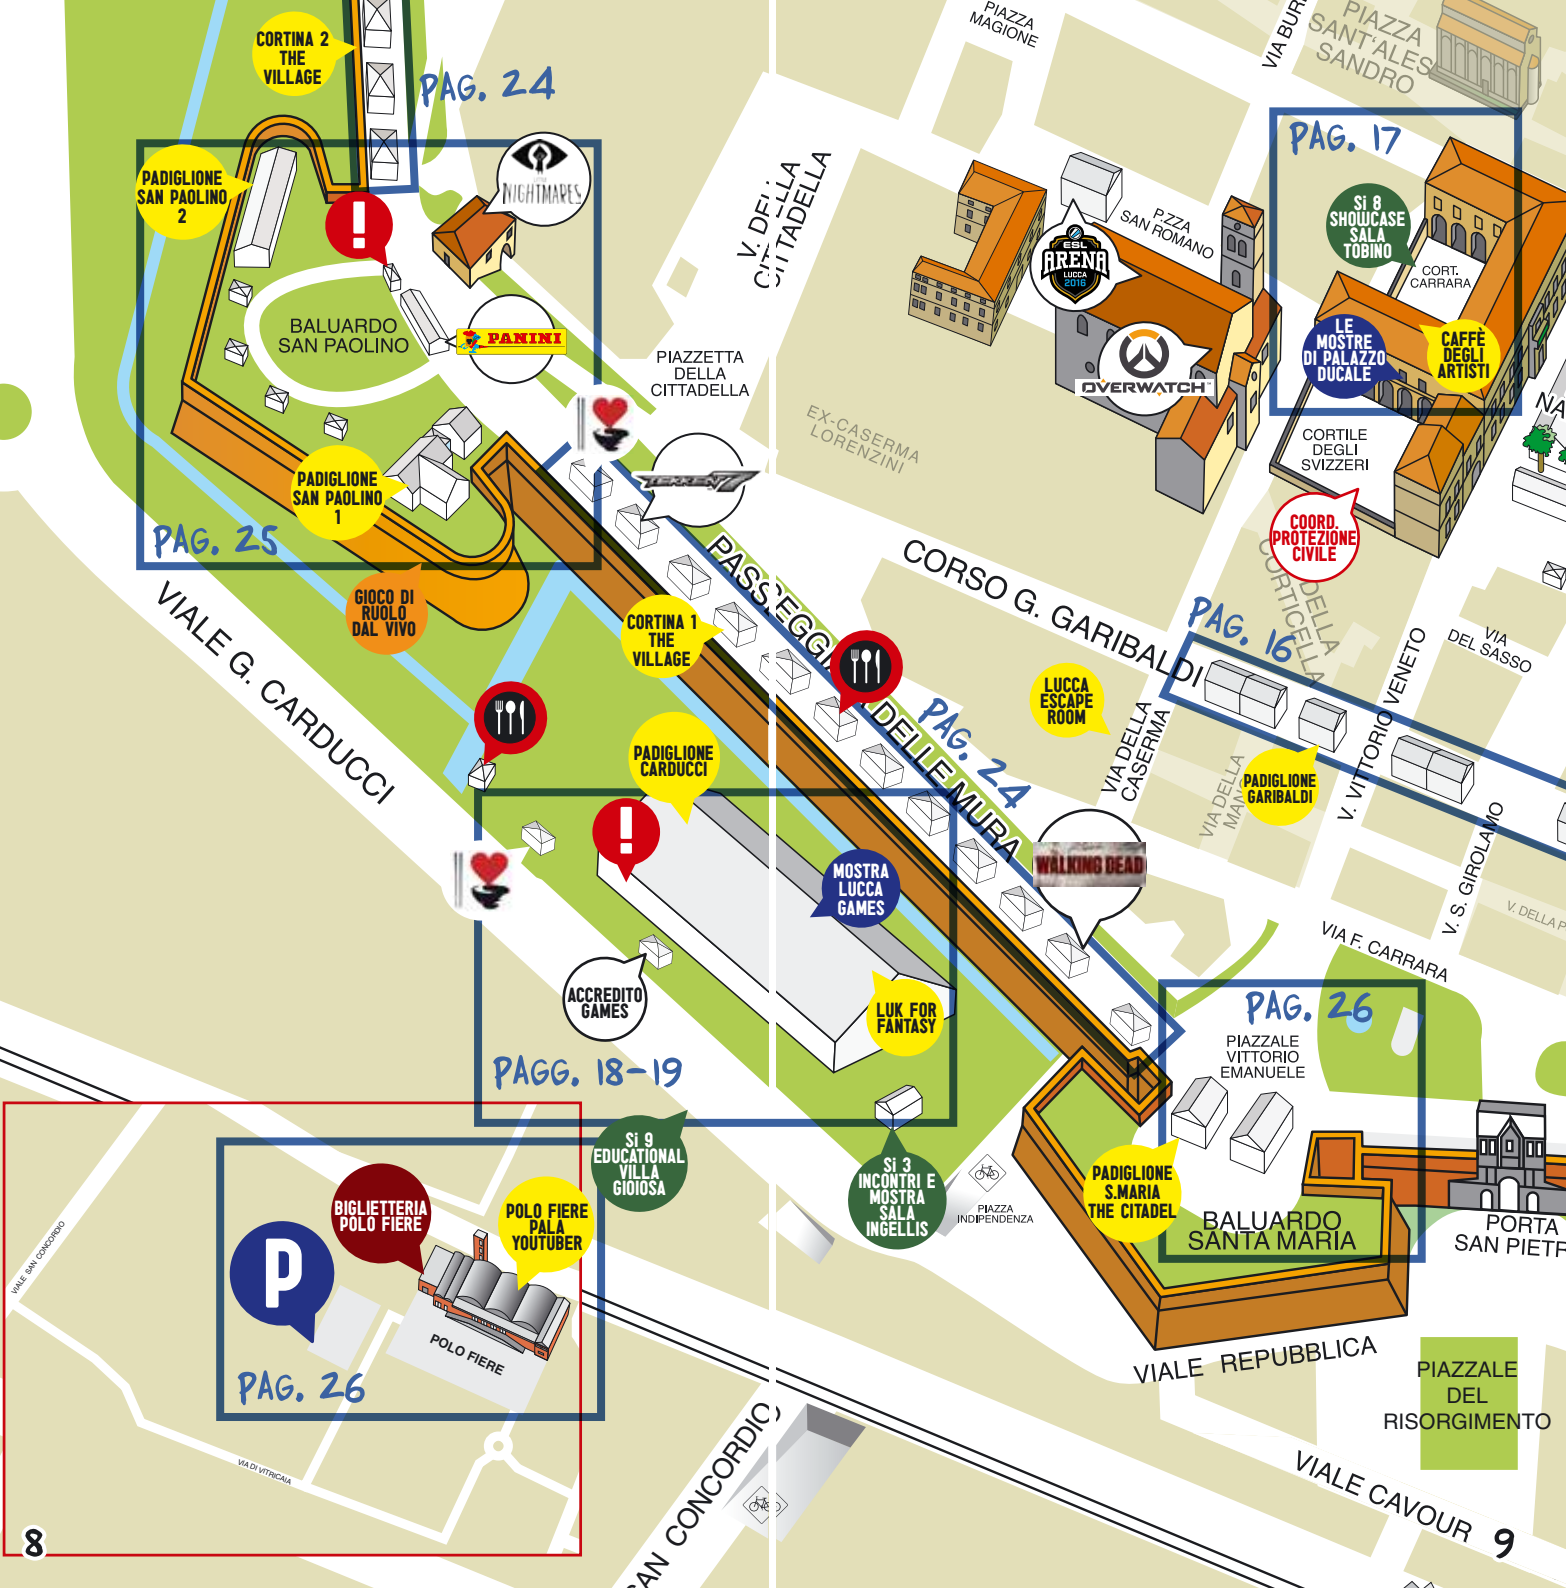 CORTINA 2
THE
VILLAGE
PAG. 24
PIAZZA
MAGIONE
PIAZZA
SANT'ALES
SANDRO
PAG. 17
PADIGLIONE
SAN PAOLINO
2
!
NIGHTMARES
V. DELLA
CITTADELLA
P.ZZA
SAN ROMANO
ESL
ARENA
LUCCA
2016
Si 8
SHOWCASE
SALA
TOBINO
CORT.
CARRARA
BALUARDO
SAN PAOLINO
PANINI
PIAZZETTA
DELLA
CITTADELLA
OVERWATCH
LE
MOSTRE
DI PALAZZO
DUCALE
CAFFÈ
DEGLI
ARTISTI
EX-CASERMA
LORENZINI
CORTILE
DEGLI
SVIZZERI
PADIGLIONE
SAN PAOLINO
1
TEKKEN 7
PAG. 25
COORD.
PROTEZIONE
CIVILE
VIALE G. CARDUCCI
GIOCO DI
RUOLO
DAL VIVO
CORTINA 1
THE
VILLAGE
PASSEGGIATA DELLE MURA
CORSO G. GARIBALDI
DELLA
CORTICELLA
PAG. 16
VIA
DEL SASSO
LUCCA
ESCAPE
ROOM
PAG. 24
VIA DELLA
CASERMA
V. VITTORIO VENETO
PADIGLIONE
CARDUCCI
PADIGLIONE
GARIBALDI
VIA DELLA
!
MOSTRA
LUCCA
GAMES
WALKING DEAD
V. S. GIROLAMO
VIA F. CARRARA
ACCREDITO
GAMES
LUK FOR
FANTASY
PAGG. 18-19
PAG. 26
PIAZZALE
VITTORIO
EMANUELE
Si 9
EDUCATIONAL
VILLA
GIOIOSA
Si 3
INCONTRI E
MOSTRA
SALA
INGELLIS
PIAZZA
INDIPENDENZA
PADIGLIONE
S.MARIA
THE CITADEL
BALUARDO
SANTA MARIA
PORTA
SAN PIETR
BIGLIETTERIA
POLO FIERE
POLO FIERE
PALA
YOUTUBER
P
VIALE SAN CONCORDIO
POLO FIERE
PAG. 26
VIA DI VITRICAIA
VIALE REPUBBLICA
PIAZZALE
DEL
RISORGIMENTO
SAN CONCORDIO
VIALE CAVOUR
8
9